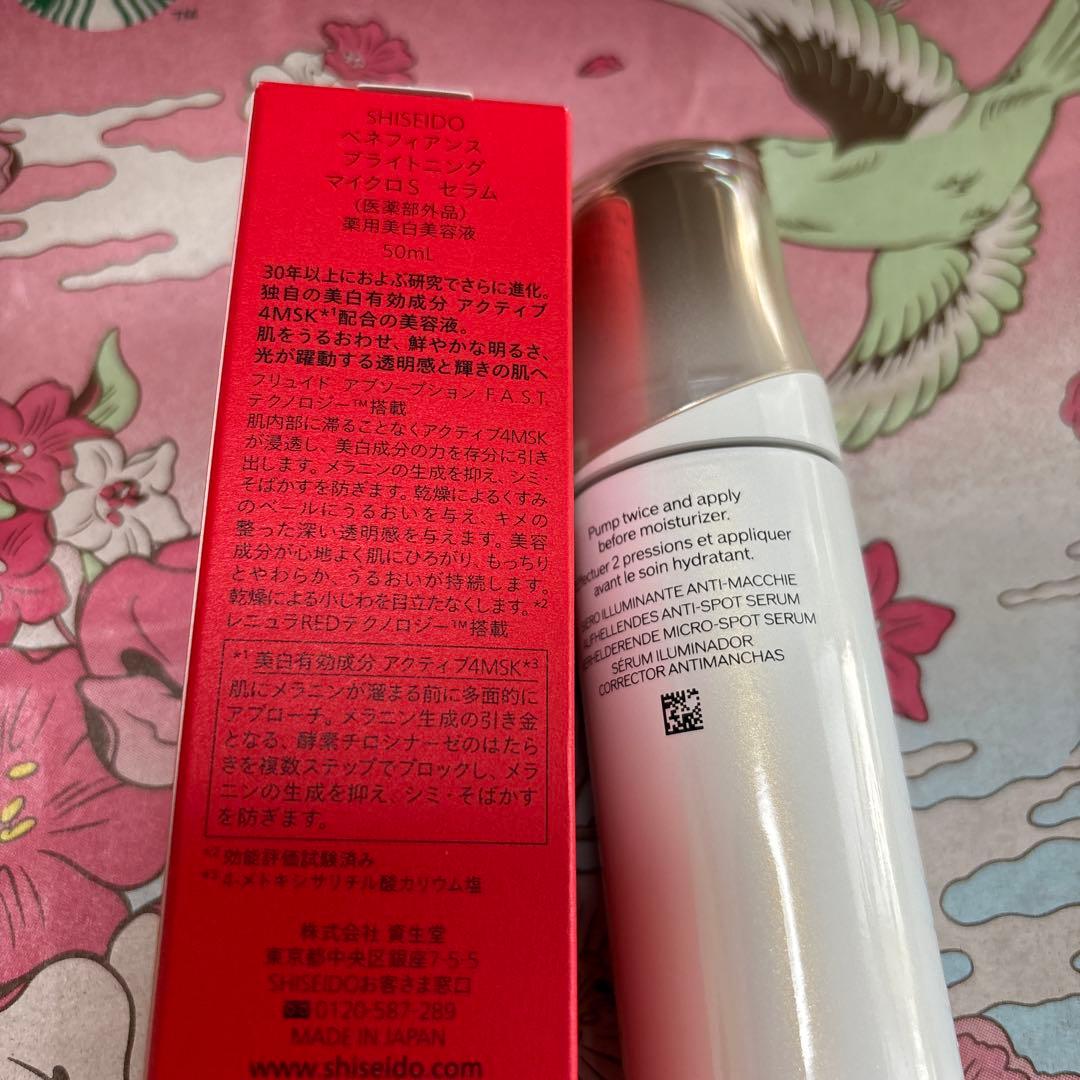 TM
SHISEIDO
ベネフィアンス
ブライトニング
マイクロS セラム
(医薬部外品)
薬用美白美容液
50mL
30年以上におよぶ研究でさらに進化。
独自の美白有効成分 アクティブ
4MSK*1配合の美容液。
肌をうるおわせ、鮮やかな明るさ、
光が躍動する透明感と輝きの肌へ
フリュイド アブソープション F.A.S.T.
テクノロジー™搭載
肌内部に滞ることなくアクティブ4MSK
が浸透し、美白成分の力を存分に引き
出します。メラニンの生成を抑え、シミ・
そばかすを防ぎます。乾燥によるくすみ
のベールにうるおいを与え、キメの
整った深い透明感を与えます。美容
成分が心地よく肌にひろがり、もっちり
とやわらか、うるおいが持続します。
乾燥による小じわを目立たなくします。*2
レニュラREDテクノロジー™搭載
*1 美白有効成分 アクティブ4MSK*3
肌にメラニンが溜まる前に多面的に
アプローチ。メラニン生成の引き金
となる、酵素チロシナーゼのはたら
きを複数ステップでブロックし、メラ
ニンの生成を抑え、シミ・そばかす
を防ぎます。
*2 効能評価試験済み
*3 4-メトキシサリチル酸カリウム塩
株式会社 資生堂
東京都中央区銀座7-5-5
SHISEIDOお客さま窓口
0120-587-289
MADE IN JAPAN
www.shiseido.com
Pump twice and apply
before moisturizer.
2 pressions et appliquer
avant le soin hydratant.
ILLUMINANTE ANTI-MACCHIE
ANTI-SPOT SERUM
MICRO-SPOT SERUM
SÉRUM ILUMINADOR
CORRECTOR ANTIMANCHAS